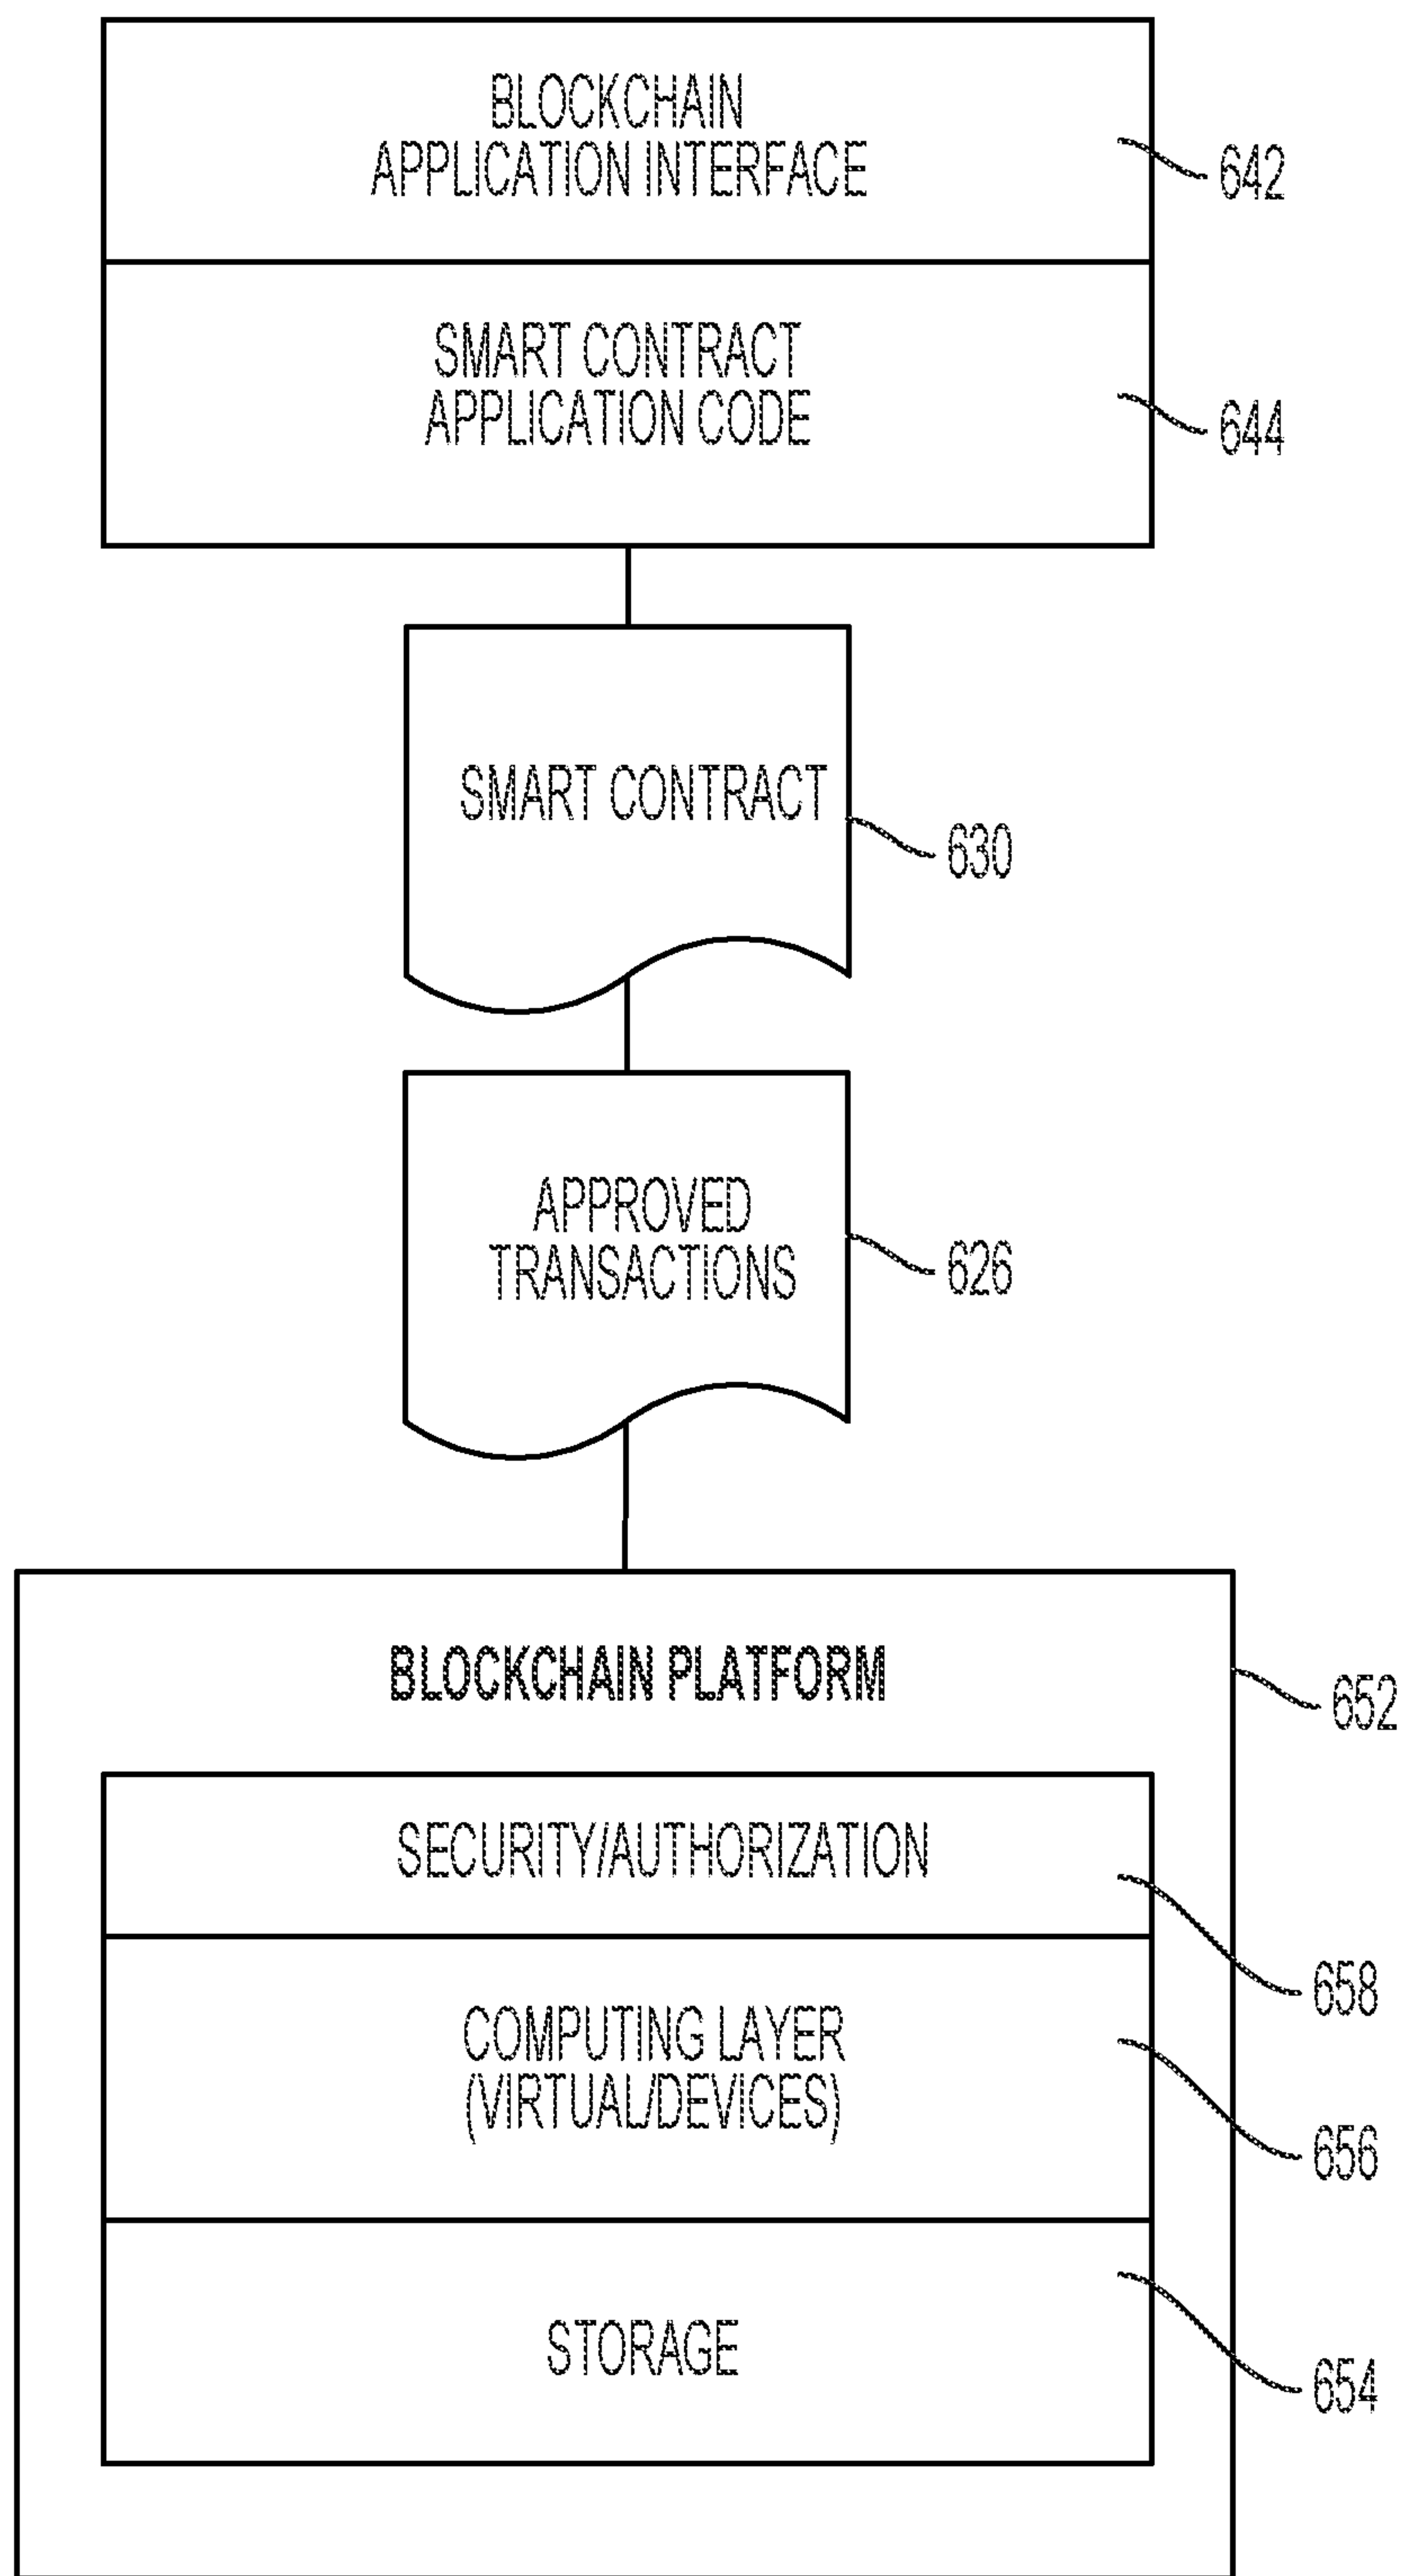 BLOCKCHAIN
APPLICATION INTERFACE
642
SMART CONTRACT
APPLICATION CODE
644
SMART CONTRACT
630
APPROVED
TRANSACTIONS
626
BLOCKCHAIN PLATFORM
652
SECURITY/AUTHORIZATION
658
COMPUTING LAYER
(VIRTUAL/DEVICES)
656
STORAGE
654